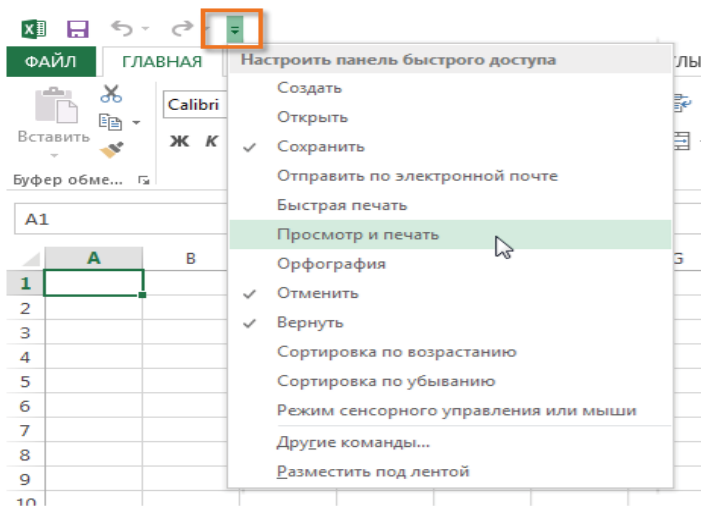 ФАЙЛ ГЛАВНАЯ
Настроить панель быстрого доступа
Создать
Открыть
Сохранить
Отправить по электронной почте
Быстрая печать
Просмотр и печать
Орфография
Отменить
Вернуть
Сортировка по возрастанию
Сортировка по убыванию
Режим сенсорного управления или мыши
Другие команды...
Разместить под лентой
Вставить
Calibri
Ж К
Буфер обме...
A1
A B G
1
2
3
4
5
6
7
8
9
10